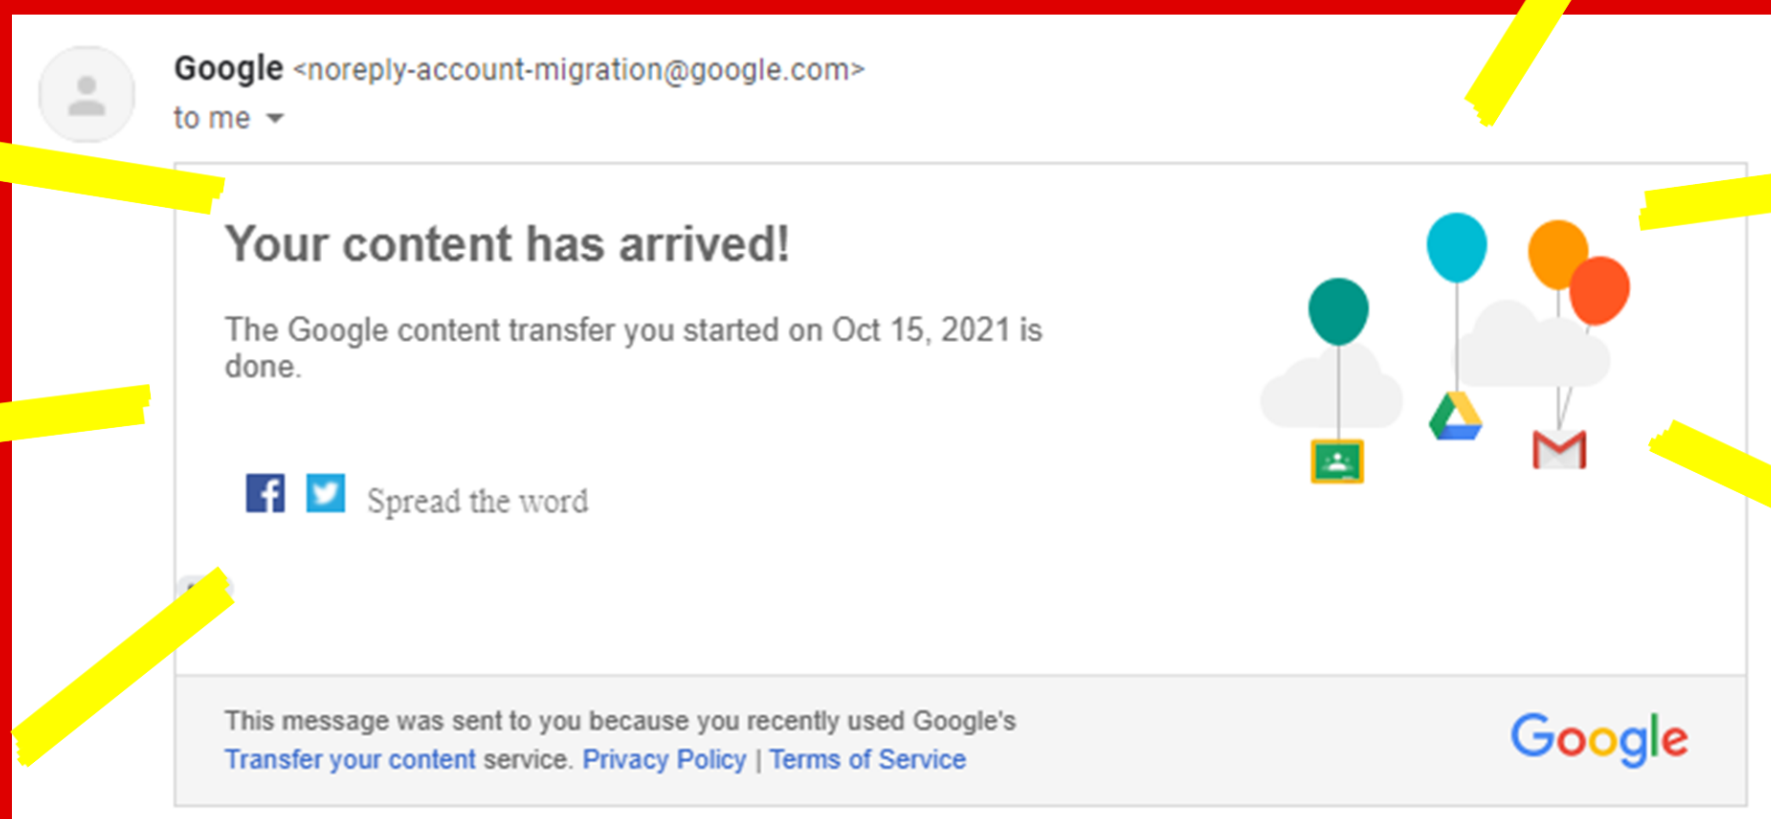 Google <noreply-account-migration@google.com>
to me
Your content has arrived!
The Google content transfer you started on Oct 15, 2021 is
done.
Spread the word
This message was sent to you because you recently used Google's
Transfer your content service. Privacy Policy | Terms of Service
Google